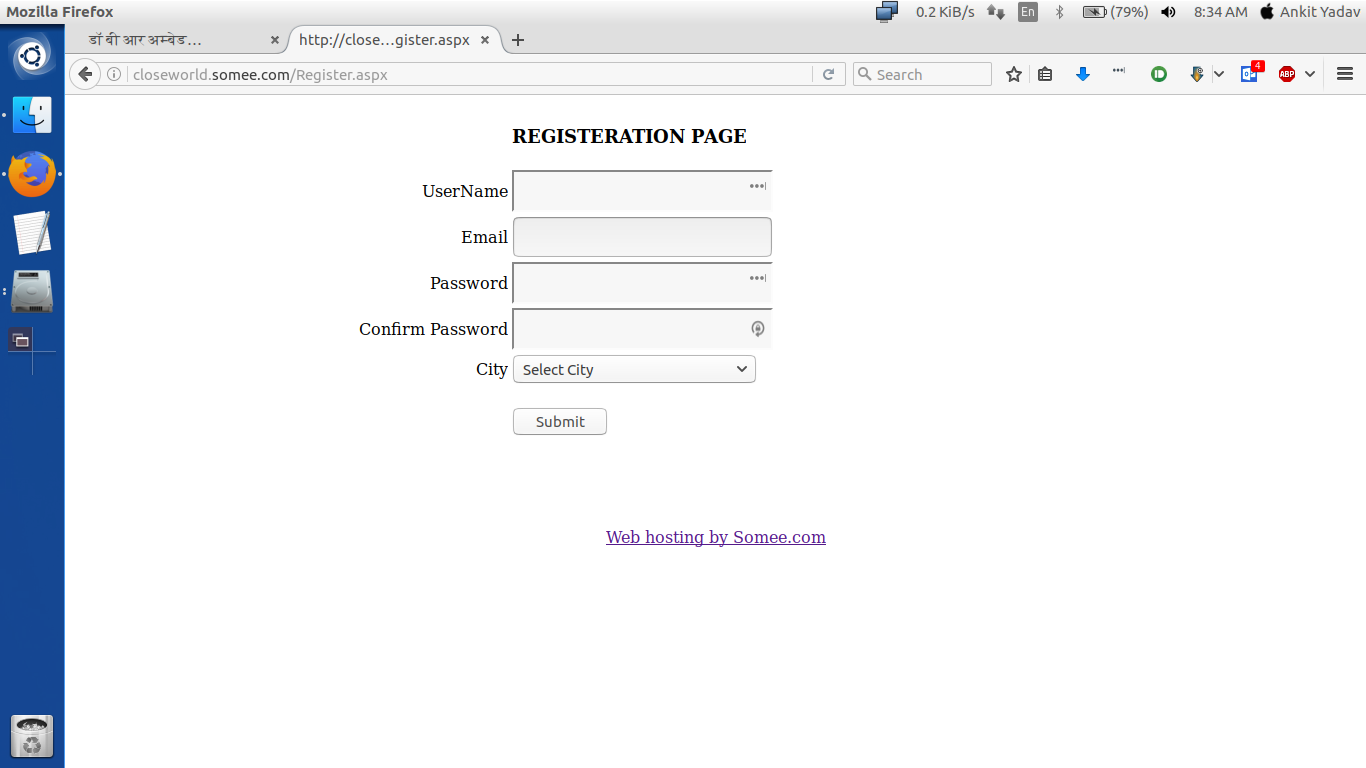 Mozilla Firefox 0.2 KiB/s En (79%) 8:34 AM Ankit Yadav
डॉ बी आर अम्बेड... http://close...gister.aspx
closeworld.somee.com/Register.aspx Search 4 ABP
REGISTERATION PAGE
UserName
Email
Password
Confirm Password
City Select City
Submit
Web hosting by Somee.com